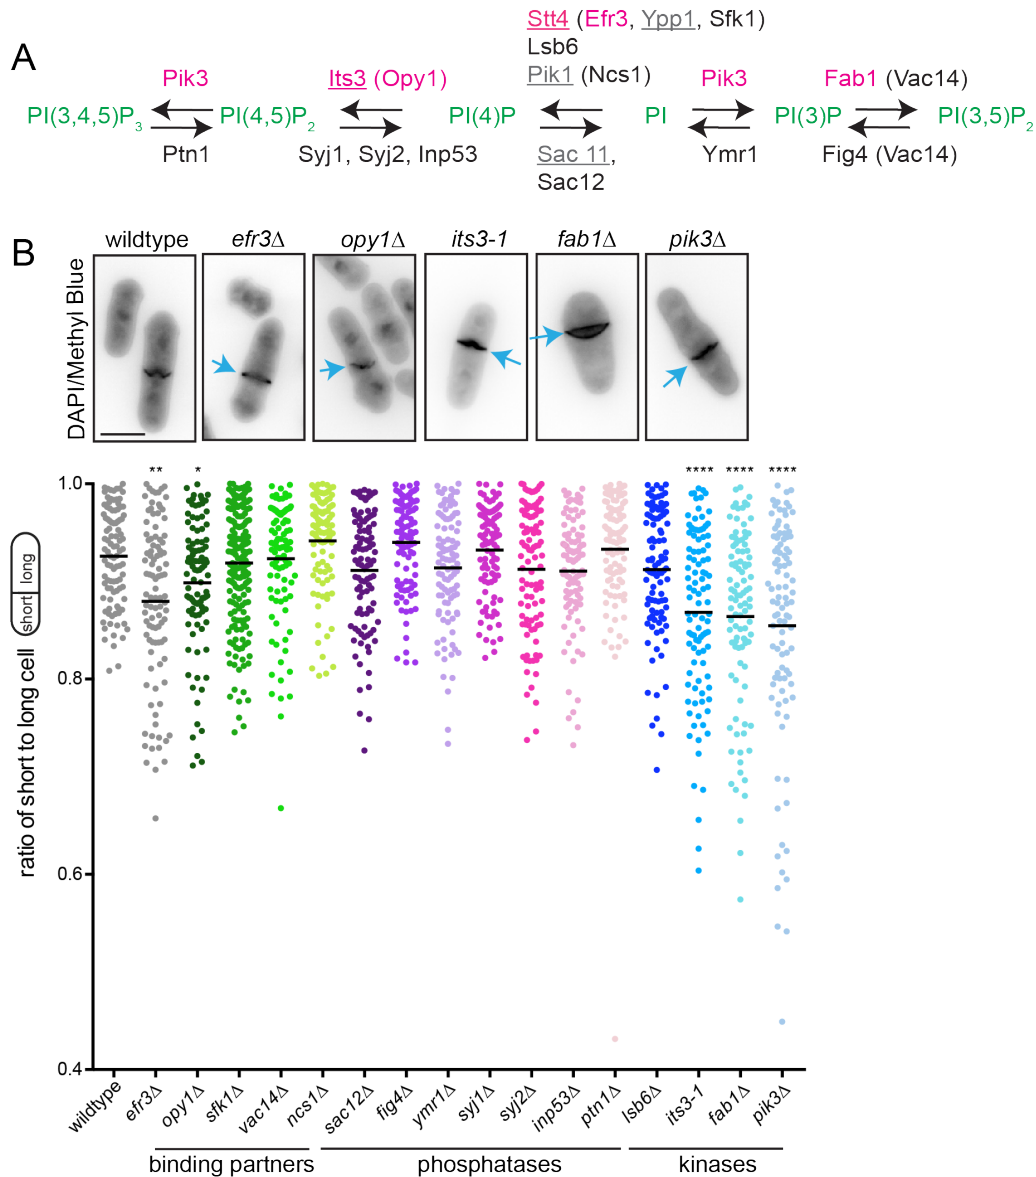 A
Stt4 (Efr3, Ypp1, Sfk1)
Lsb6
Pik1 (Ncs1)
Pik3
Its3 (Opy1)
Pik3
Fab1 (Vac14)
PI(3,4,5)P3
PI(4,5)P2
PI(4)P
PI
PI(3)P
PI(3,5)P2
Ptn1
Syj1, Syj2, Inp53
Sac 11,
Sac12
Ymr1
Fig4 (Vac14)
B
wildtype
efr3Δ
opy1Δ
its3-1
fab1Δ
pik3Δ
DAPI/Methyl Blue
**
*
****
****
****
1.0
0.8
0.6
0.4
ratio of short to long cell
short
long
wildtype
efr3Δ
opy1Δ
sfk1Δ
vac14Δ
ncs1Δ
sac12Δ
fig4Δ
ymr1Δ
syj1Δ
syj2Δ
inp53Δ
ptn1Δ
lsb6Δ
its3-1
fab1Δ
pik3Δ
binding partners
phosphatases
kinases